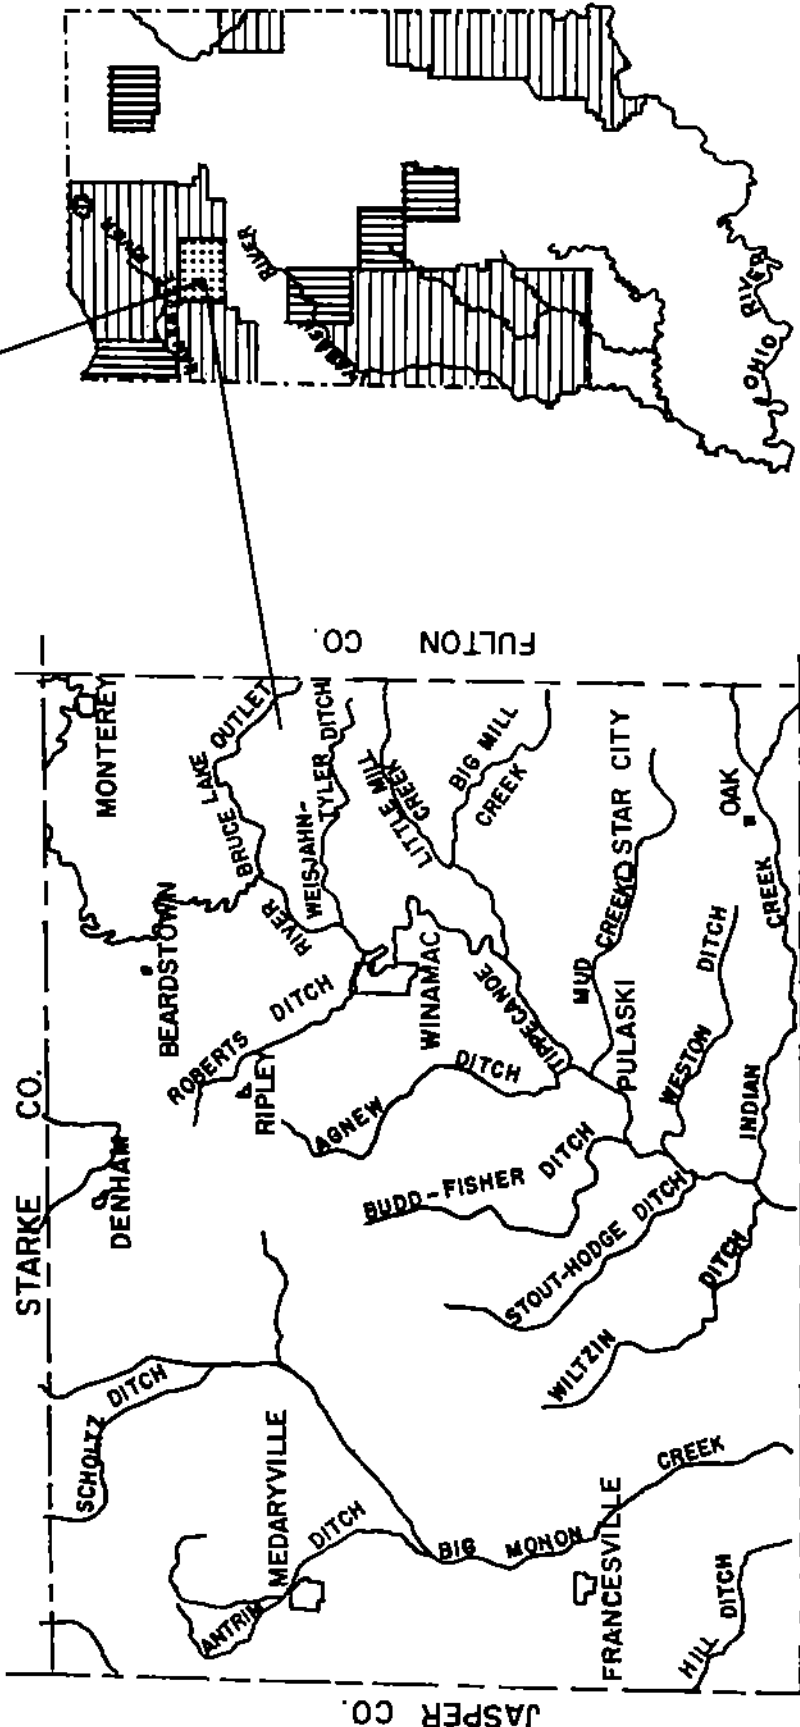 STARKE CO.
FULTON CO.
JASPER CO.
MONTEREY
BEARDSTOWN
DENHAM
BRUCE LAKE OUTLET
WEISJAHN-
TYLER DITCH
LITTLE MILL
CREEK
BIG MILL
CREEK
STAR CITY
MUD CREEK
OAK
RIVER
TIPPECANOE
WINAMAC
ROBERTS DITCH
RIPLEY
AGNEW DITCH
PULASKI
WESTON DITCH
INDIAN CREEK
BUDD-FISHER DITCH
STOUT-HODGE DITCH
WILTZIN DITCH
SCHOLTZ DITCH
MEDARYVILLE
ANTRIM DITCH
BIG MONON CREEK
FRANCESVILLE
HILL DITCH
WABASH RIVER
OHIO RIVER